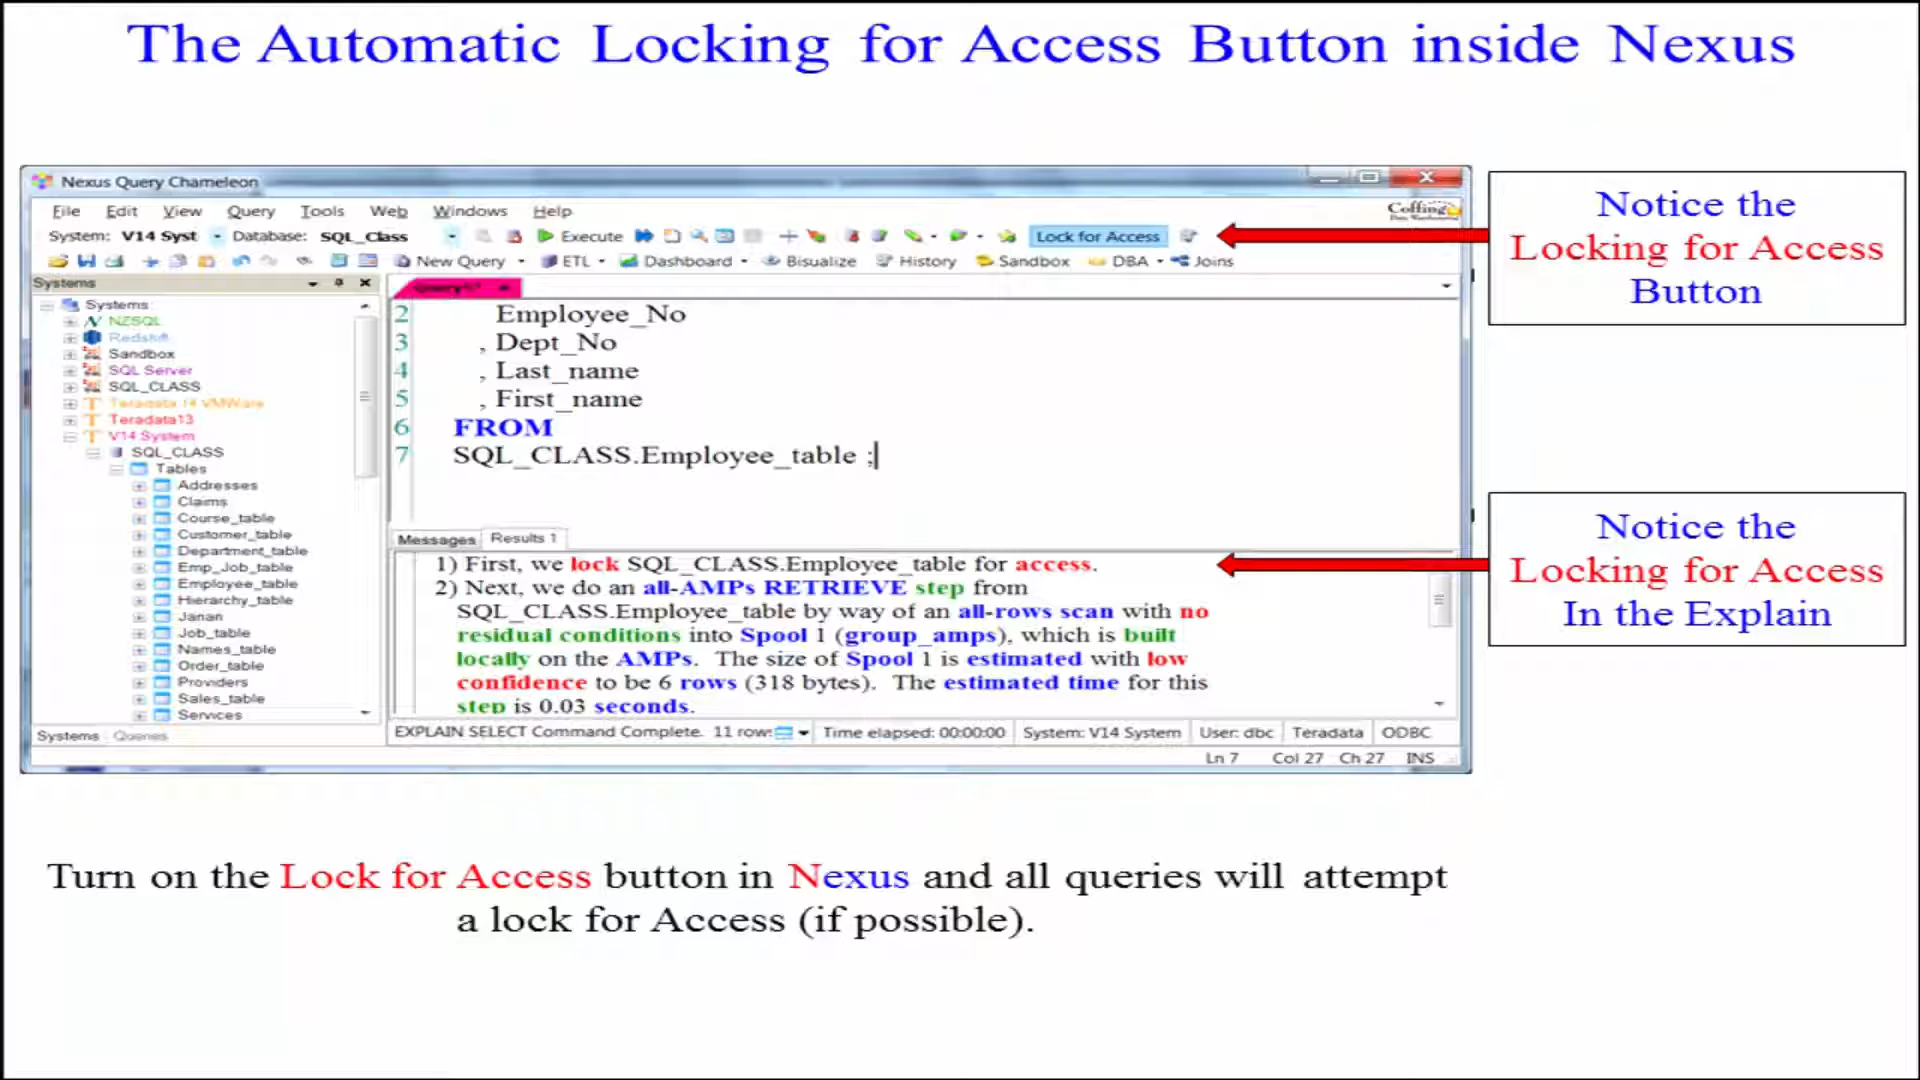 The Automatic Locking for Access Button inside Nexus
Nexus Query Chameleon
File Edit View Query Tools Web Windows Help
Coffing
System: V14 Syst Database: SQL_Class Execute Lock for Access
New Query ETL Dashboard Bisualize History Sandbox DBA Joins
Systems
Systems
NZSQL
Redshift
Sandbox
SQL Server
SQL_CLASS
Teradata 14 VMWare
Teradata13
V14 System
SQL_CLASS
Tables
Addresses
Claims
Course_table
Customer_table
Department_table
Emp_Job_table
Employee_table
Hierarchy_table
Janan
Job_table
Names_table
Order_table
Providers
Sales_table
Services
Systems Queries
2 Employee_No
3 , Dept_No
4 , Last_name
5 , First_name
6 FROM
7 SQL_CLASS.Employee_table ;
Messages Results 1
1) First, we lock SQL_CLASS.Employee_table for access.
2) Next, we do an all-AMPs RETRIEVE step from
SQL_CLASS.Employee_table by way of an all-rows scan with no
residual conditions into Spool 1 (group_amps), which is built
locally on the AMPs. The size of Spool 1 is estimated with low
confidence to be 6 rows (318 bytes). The estimated time for this
step is 0.03 seconds.
EXPLAIN SELECT Command Complete. 11 rows Time elapsed: 00:00:00 System: V14 System User: dbc Teradata ODBC
Ln 7 Col 27 Ch 27 INS
Notice the
Locking for Access
Button
Notice the
Locking for Access
In the Explain
Turn on the Lock for Access button in Nexus and all queries will attempt
a lock for Access (if possible).